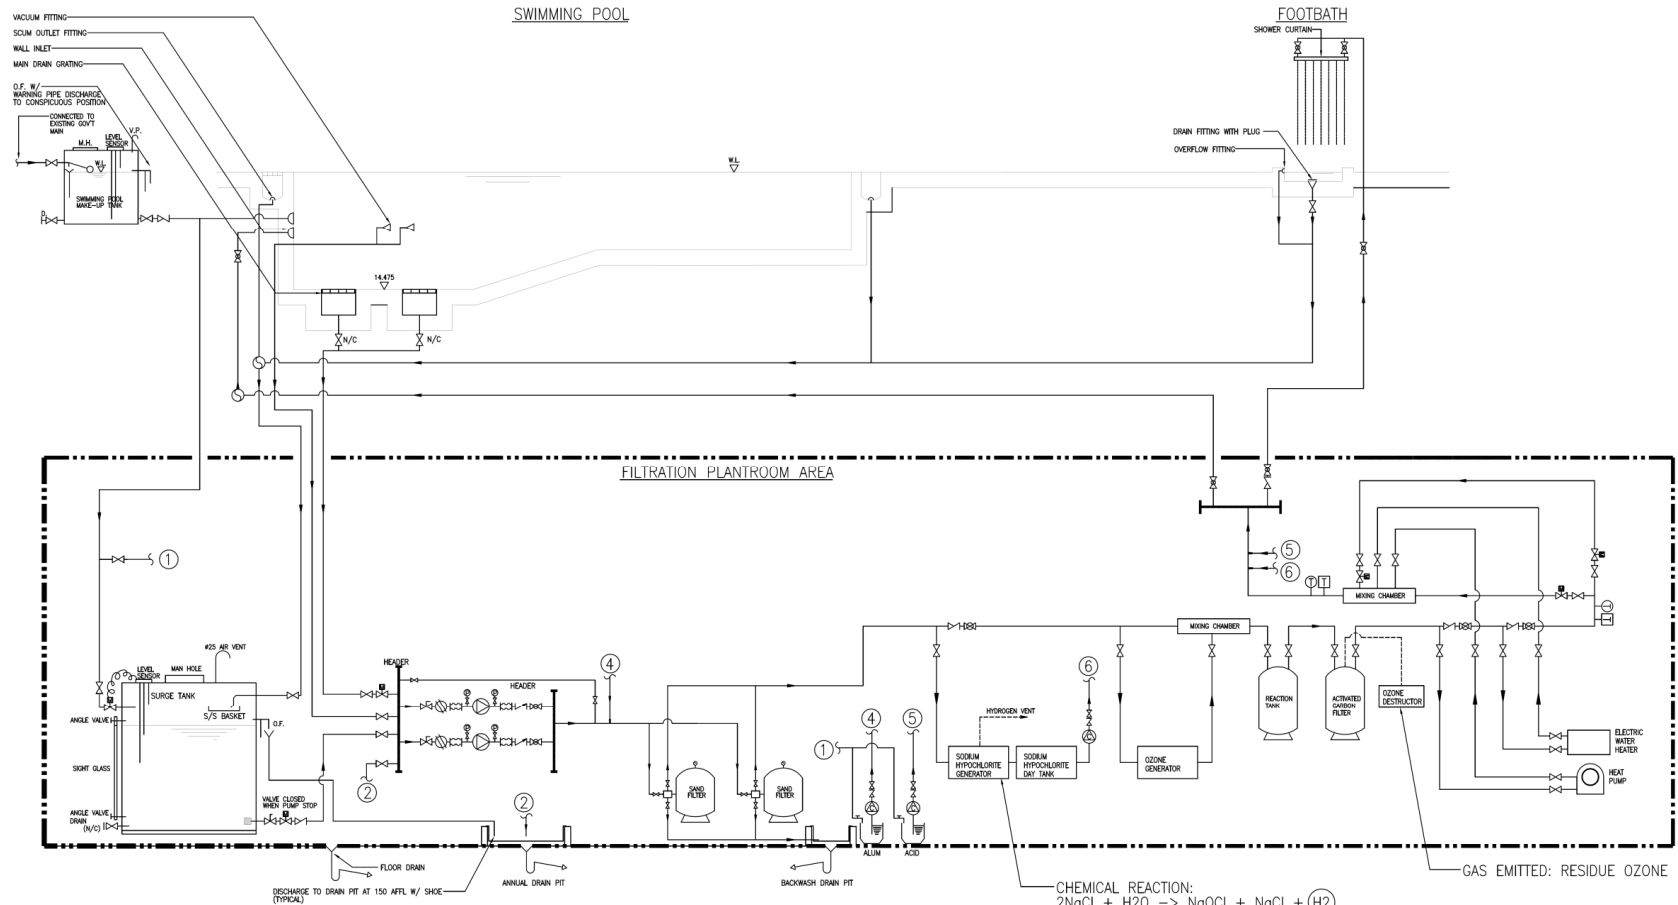 SWIMMING POOL
FOOTBATH
VACUUM FITTING
SCUM OUTLET FITTING
WALL INLET
MAIN DRAIN GRATING
O.F. W/
WARNING PIPE DISCHARGE
TO CONSPICUOUS POSITION
CONNECTED TO
EXISTING GOV'T
MAIN
M.H.
LEVEL
SENSOR
V.P.
W.L
SWIMMING POOL
MAKE-UP TANK
D.
W.L
SHOWER CURTAIN
DRAIN FITTING WITH PLUG
OVERFLOW FITTING
14.475
N/C
N/C
FILTRATION PLANTROOM AREA
1
#25 AIR VENT
LEVEL
SENSOR
MAN HOLE
SURGE TANK
S/S BASKET
O.F.
ANGLE VALVE
SIGHT GLASS
ANGLE VALVE
DRAIN
(N/C)
VALVE CLOSED
WHEN PUMP STOP
HEADER
HEADER
2
2
4
SAND
FILTER
SAND
FILTER
1
4
5
ALUM
ACID
HYDROGEN VENT
SODIUM
HYPOCHLORITE
GENERATOR
SODIUM
HYPOCHLORITE
DAY TANK
6
OZONE
GENERATOR
MIXING CHAMBER
5
6
T
T
MIXING CHAMBER
T
T
REACTION
TANK
ACTIVATED
CARBON
FILTER
OZONE
DESTRUCTOR
ELECTRIC
WATER
HEATER
HEAT
PUMP
FLOOR DRAIN
DISCHARGE TO DRAIN PIT AT 150 AFFL W/ SHOE
(TYPICAL)
ANNUAL DRAIN PIT
BACKWASH DRAIN PIT
GAS EMITTED: RESIDUE OZONE
CHEMICAL REACTION:
2NaCL + H2O -> NaOCL + NaCL + H2